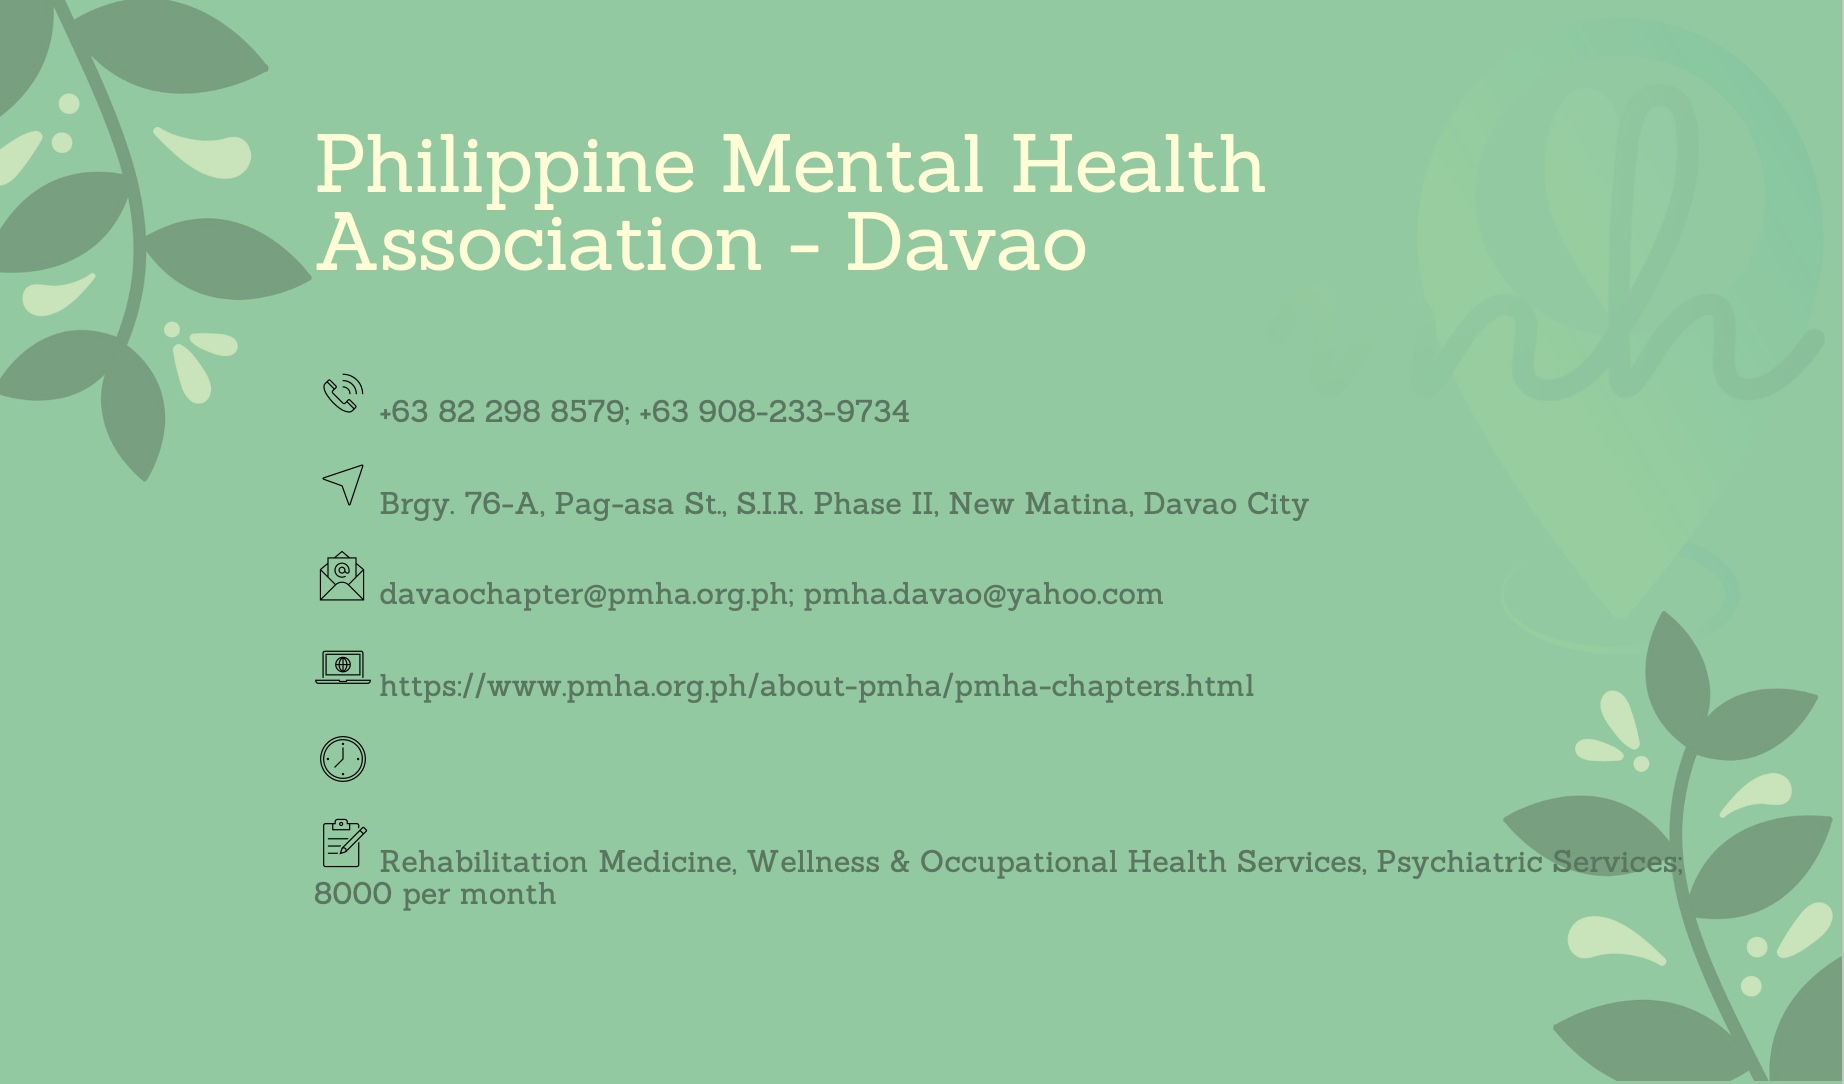 Philippine Mental Health
Association - Davao
+63 82 298 8579; +63 908-233-9734
Brgy. 76-A, Pag-asa St., S.I.R. Phase II, New Matina, Davao City
davaochapter@pmha.org.ph; pmha.davao@yahoo.com
https://www.pmha.org.ph/about-pmha/pmha-chapters.html
Rehabilitation Medicine, Wellness & Occupational Health Services, Psychiatric Services;
8000 per month